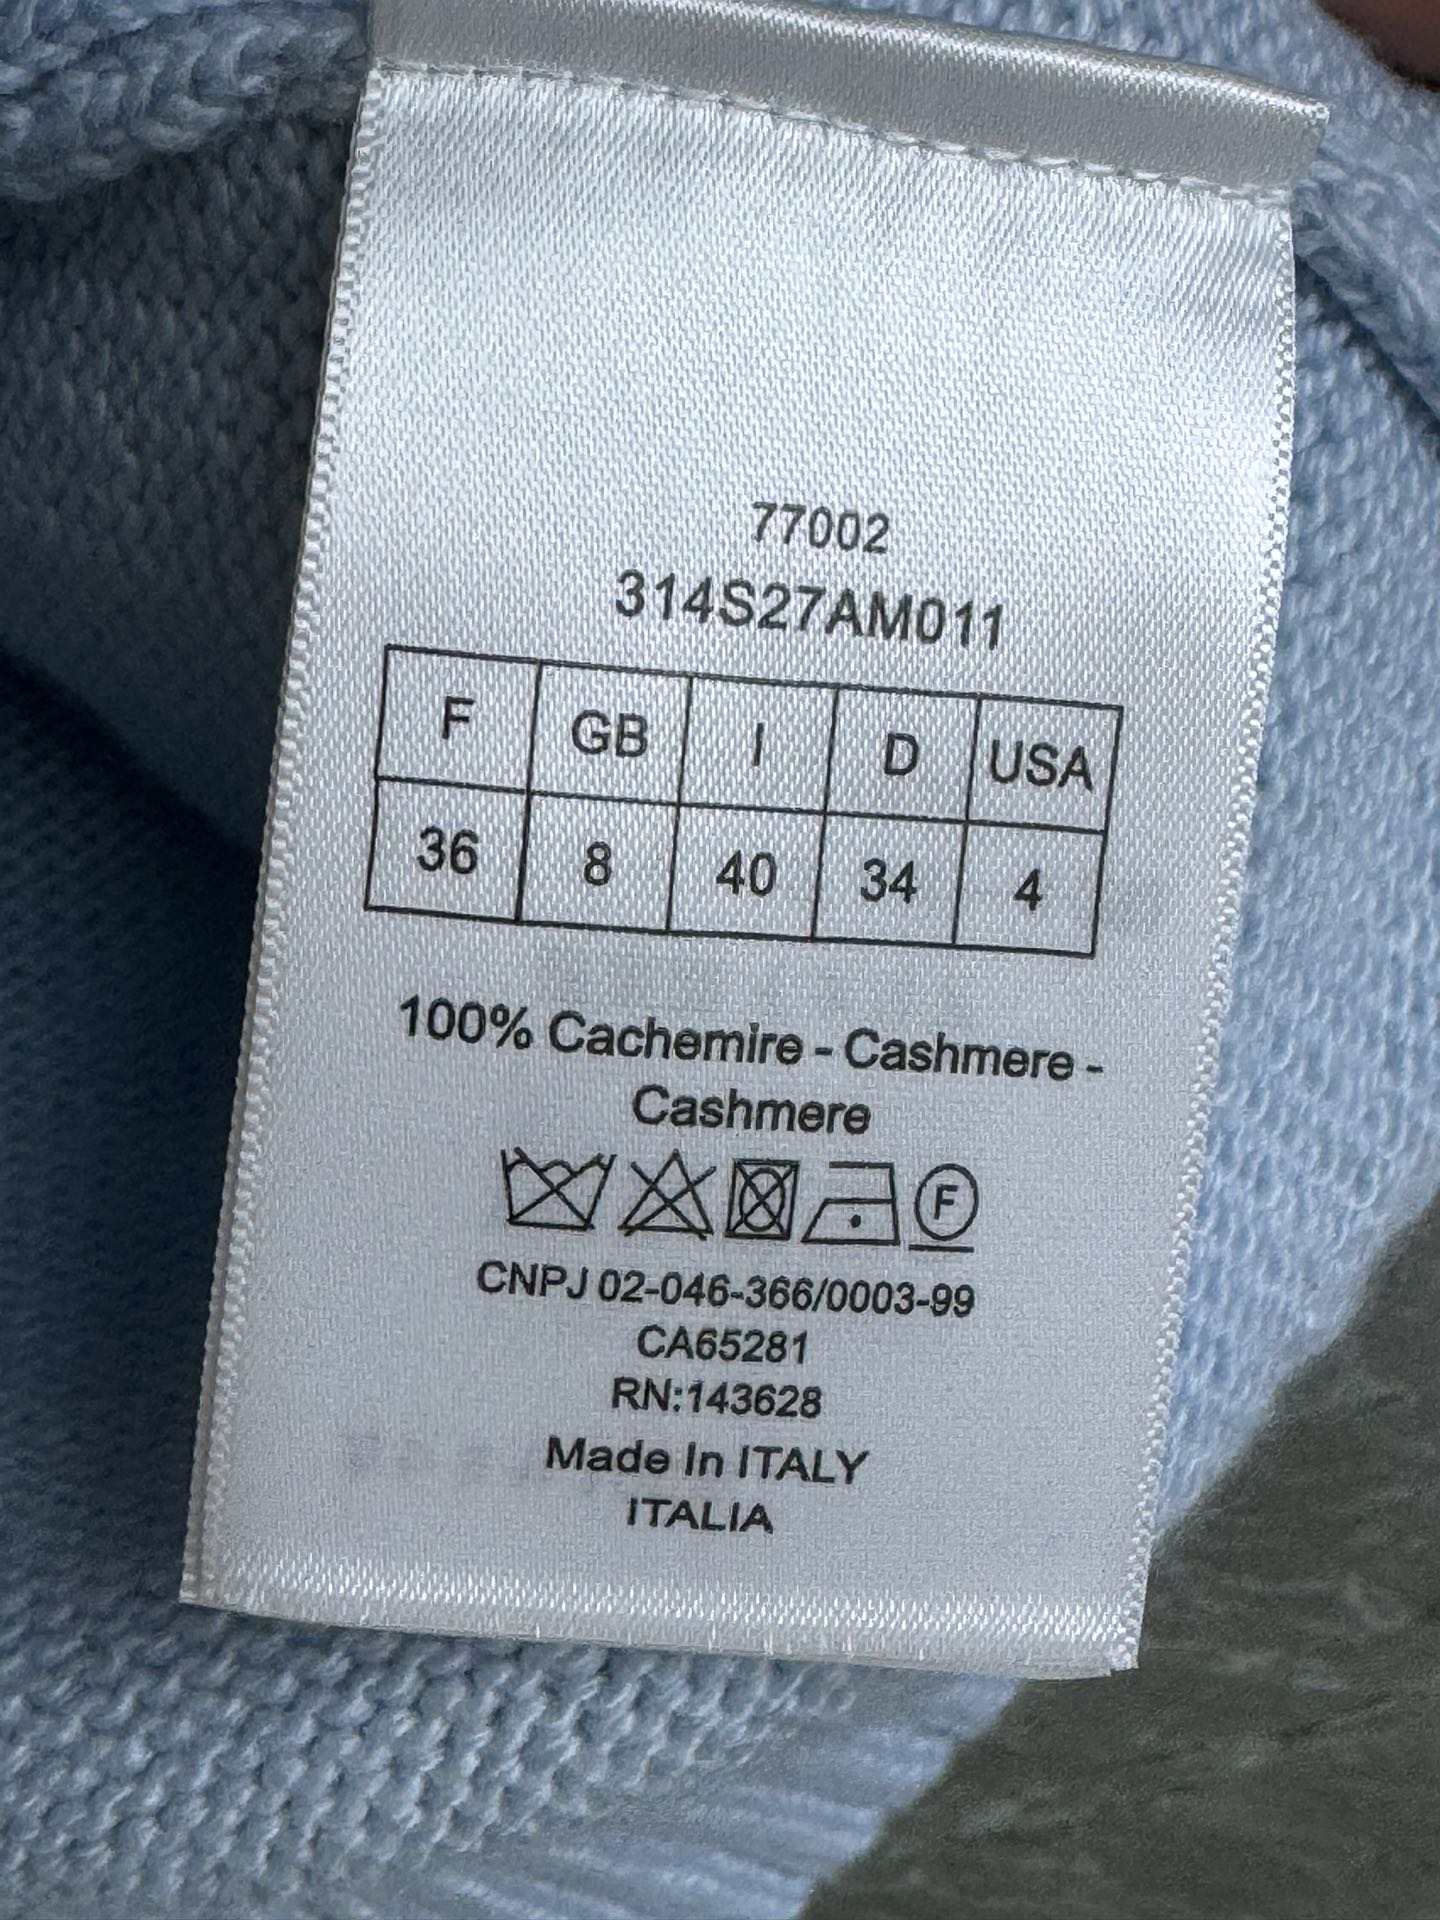 77002
314S27AM011
F GB I D USA
36 8 40 34 4
100% Cachemire - Cashmere -
Cashmere
F
CNPJ 02-046-366/0003-99
CA65281
RN:143628
Made In ITALY
ITALIA